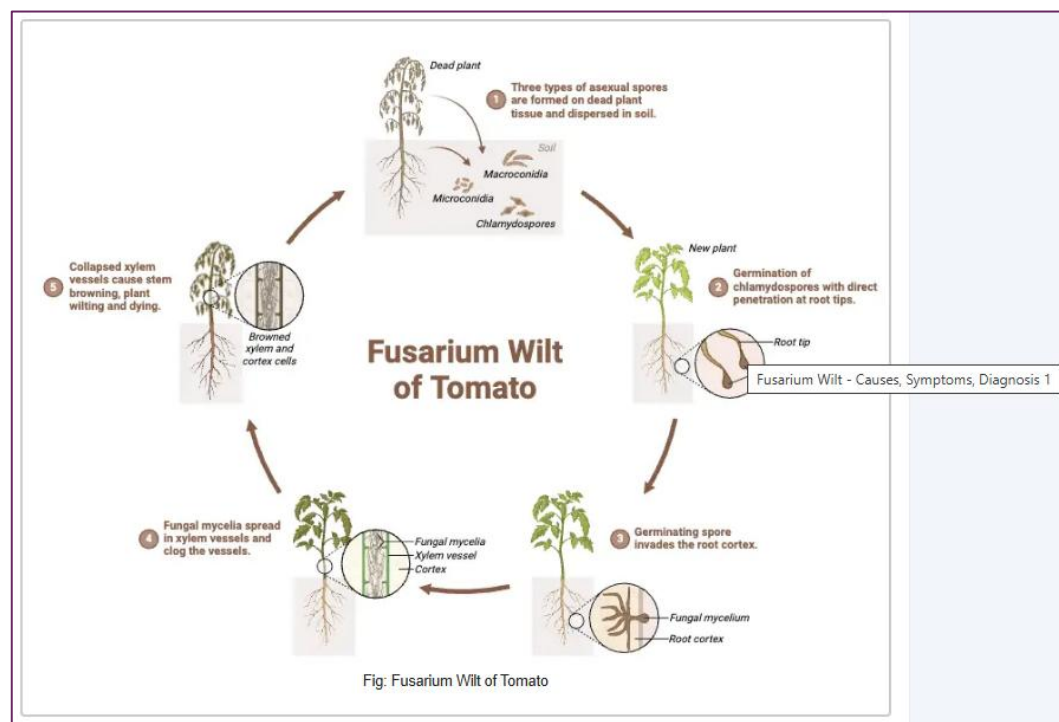 Dead plant
1
Three types of asexual spores
are formed on dead plant
tissue and dispersed in soil.
Soil
Macroconidia
Microconidia
Chlamydospores
New plant
2
Germination of
chlamydospores with direct
penetration at root tips.
Root tip
Fusarium Wilt - Causes, Symptoms, Diagnosis 1
3
Germinating spore
invades the root cortex.
Fungal mycelium
Root cortex
4
Fungal mycelia spread
in xylem vessels and
clog the vessels.
Fungal mycelia
Xylem vessel
Cortex
5
Collapsed xylem
vessels cause stem
browning, plant
wilting and dying.
Browned
xylem and
cortex cells
Fusarium Wilt
of Tomato
Fig: Fusarium Wilt of Tomato